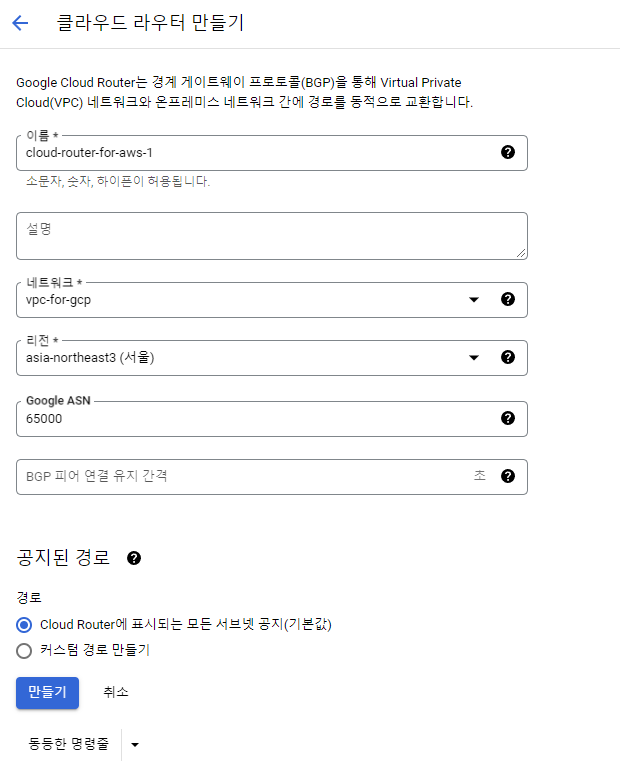 클라우드 라우터 만들기
Google Cloud Router는 경계 게이트웨이 프로토콜(BGP)을 통해 Virtual Private
Cloud(VPC) 네트워크와 온프레미스 네트워크 간에 경로를 동적으로 교환합니다.
이름 *
cloud-router-for-aws-1
소문자, 숫자, 하이픈이 허용됩니다.
설명
네트워크 *
vpc-for-gcp
리전 *
asia-northeast3 (서울)
Google ASN
65000
BGP 피어 연결 유지 간격 초
공지된 경로
경로
Cloud Router에 표시되는 모든 서브넷 공지(기본값)
커스텀 경로 만들기
만들기 취소
동등한 명령줄